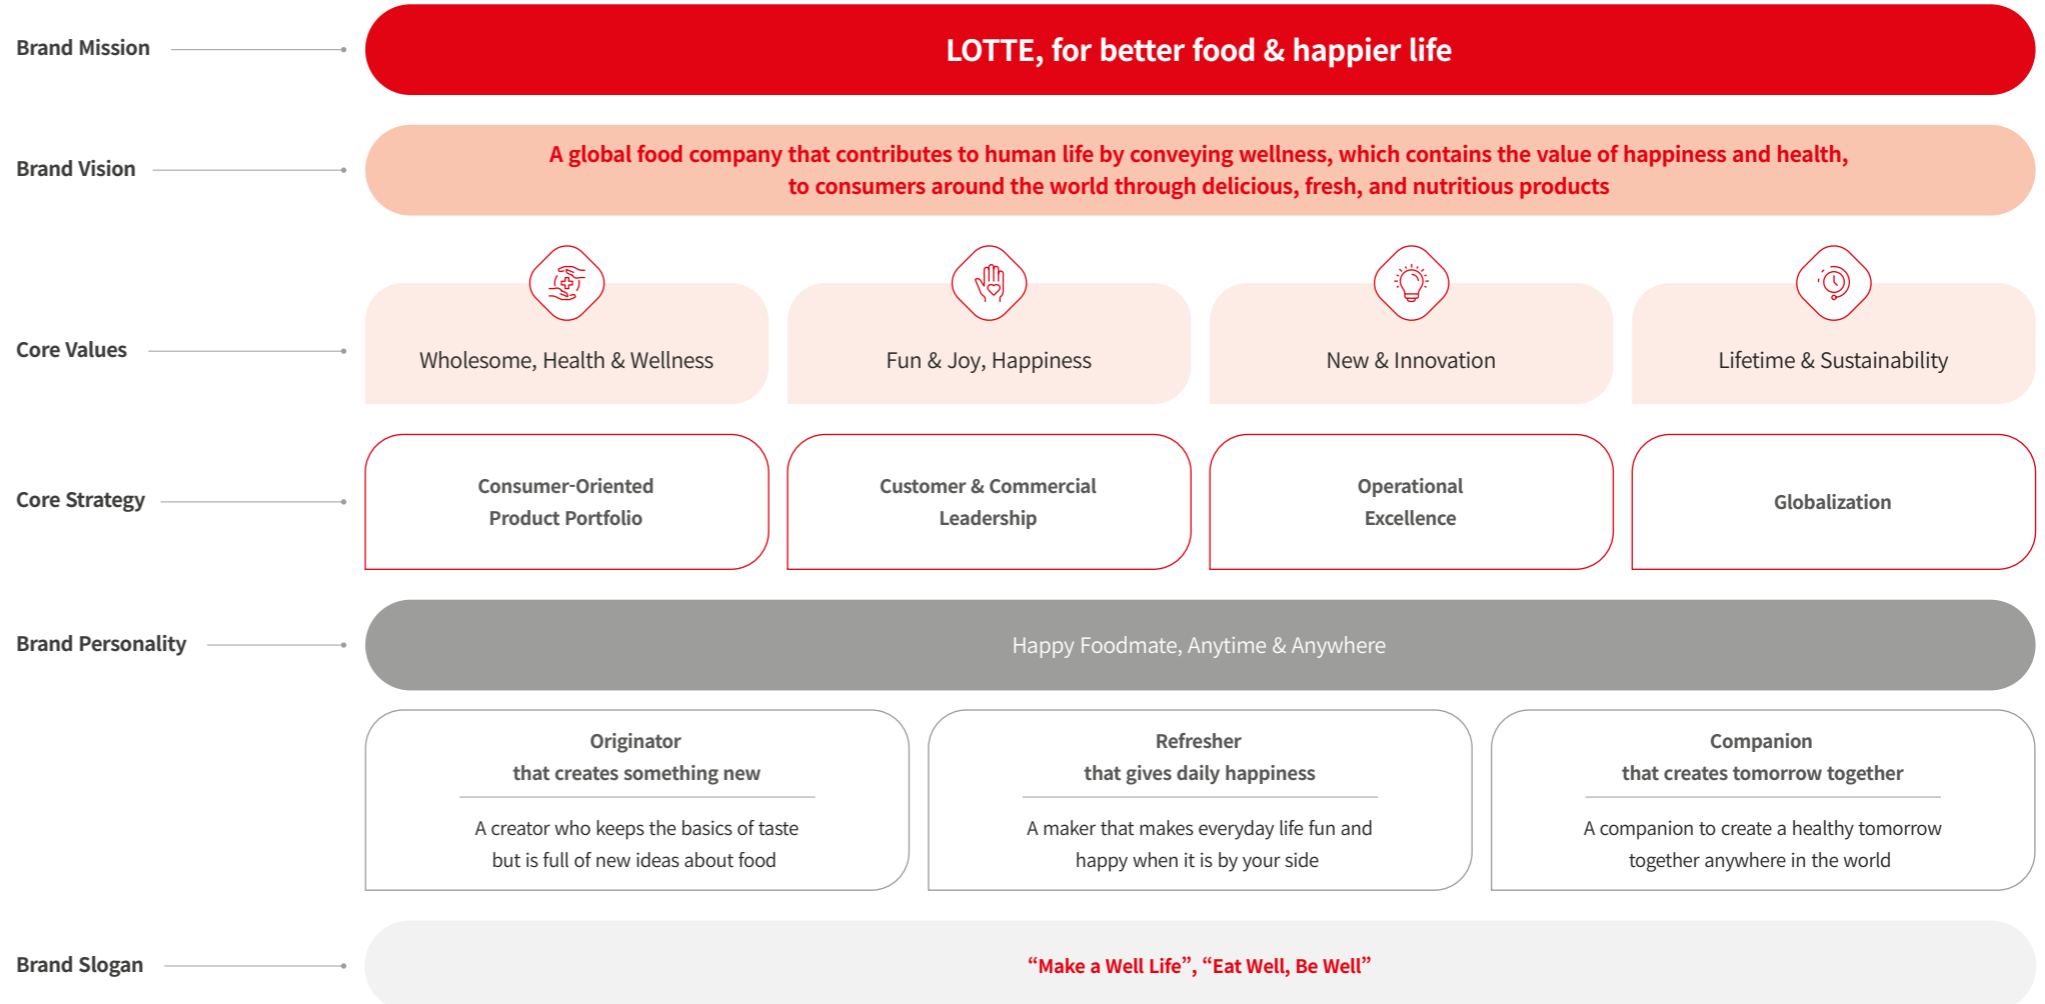 Brand Mission
LOTTE, for better food & happier life
Brand Vision
A global food company that contributes to human life by conveying wellness, which contains the value of happiness and health,
to consumers around the world through delicious, fresh, and nutritious products
Core Values
Wholesome, Health & Wellness
Fun & Joy, Happiness
New & Innovation
Lifetime & Sustainability
Core Strategy
Consumer-Oriented
Product Portfolio
Customer & Commercial
Leadership
Operational
Excellence
Globalization
Brand Personality
Happy Foodmate, Anytime & Anywhere
Originator
that creates something new
A creator who keeps the basics of taste
but is full of new ideas about food
Refresher
that gives daily happiness
A maker that makes everyday life fun and
happy when it is by your side
Companion
that creates tomorrow together
A companion to create a healthy tomorrow
together anywhere in the world
Brand Slogan
“Make a Well Life”, “Eat Well, Be Well”